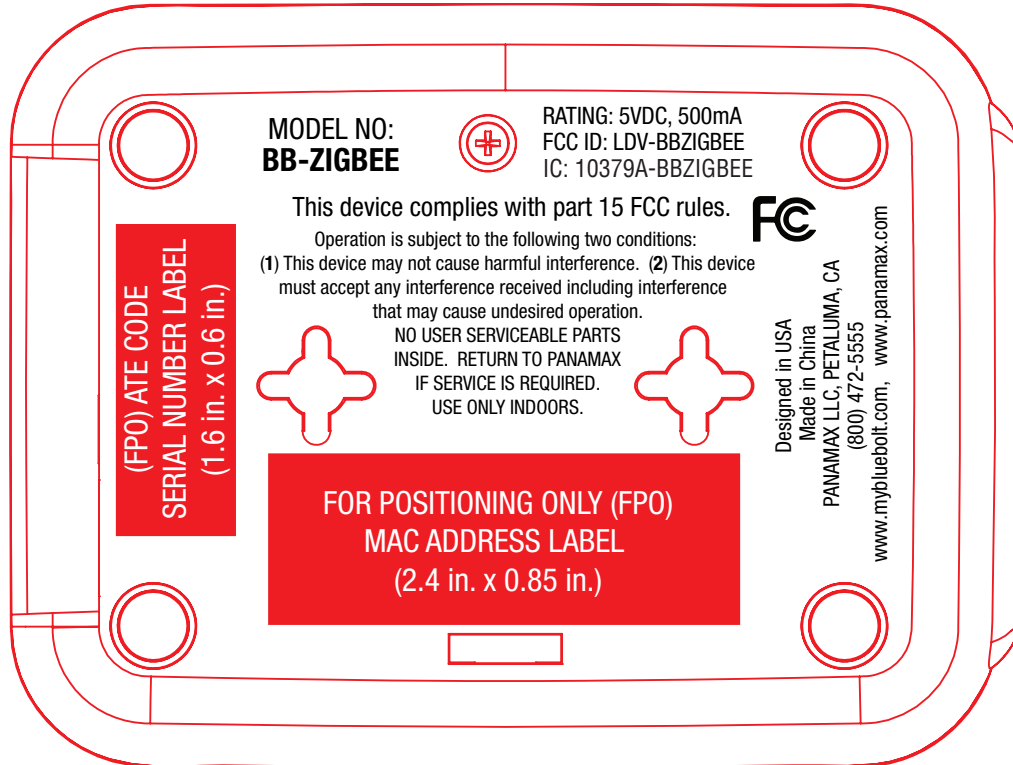 MODEL NO:
BB-ZIGBEE
RATING: 5VDC, 500mA
FCC ID: LDV-BBZIGBEE
IC: 10379A-BBZIGBEE
This device complies with part 15 FCC rules.
FC
Operation is subject to the following two conditions:
(1) This device may not cause harmful interference. (2) This device
must accept any interference received including interference
that may cause undesired operation.
NO USER SERVICEABLE PARTS
INSIDE. RETURN TO PANAMAX
IF SERVICE IS REQUIRED.
USE ONLY INDOORS.
(FPO) ATE CODE
SERIAL NUMBER LABEL
(1.6 in. x 0.6 in.)
FOR POSITIONING ONLY (FPO)
MAC ADDRESS LABEL
(2.4 in. x 0.85 in.)
Designed in USA
Made in China
PANAMAX LLC, PETALUMA, CA
(800) 472-5555
www.mybluebolt.com, www.panamax.com